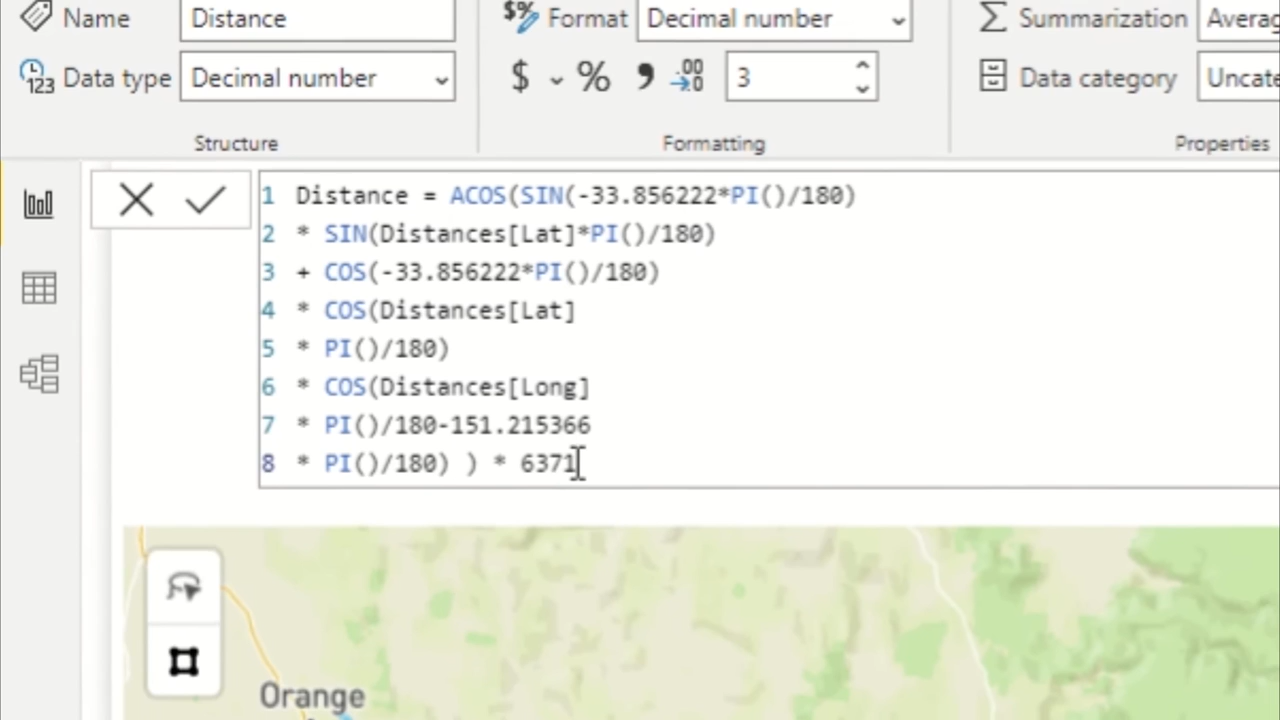 Name Distance $% Format Decimal number Summarization
123 Data type Decimal number $ % , .00 .0 3 Data category
Structure Formatting Properties
1 Distance = ACOS(SIN(-33.856222*PI()/180)
2 * SIN(Distances[Lat]*PI()/180)
3 + COS(-33.856222*PI()/180)
4 * COS(Distances[Lat]
5 * PI()/180)
6 * COS(Distances[Long]
7 * PI()/180-151.215366
8 * PI()/180) ) * 6371
Orange